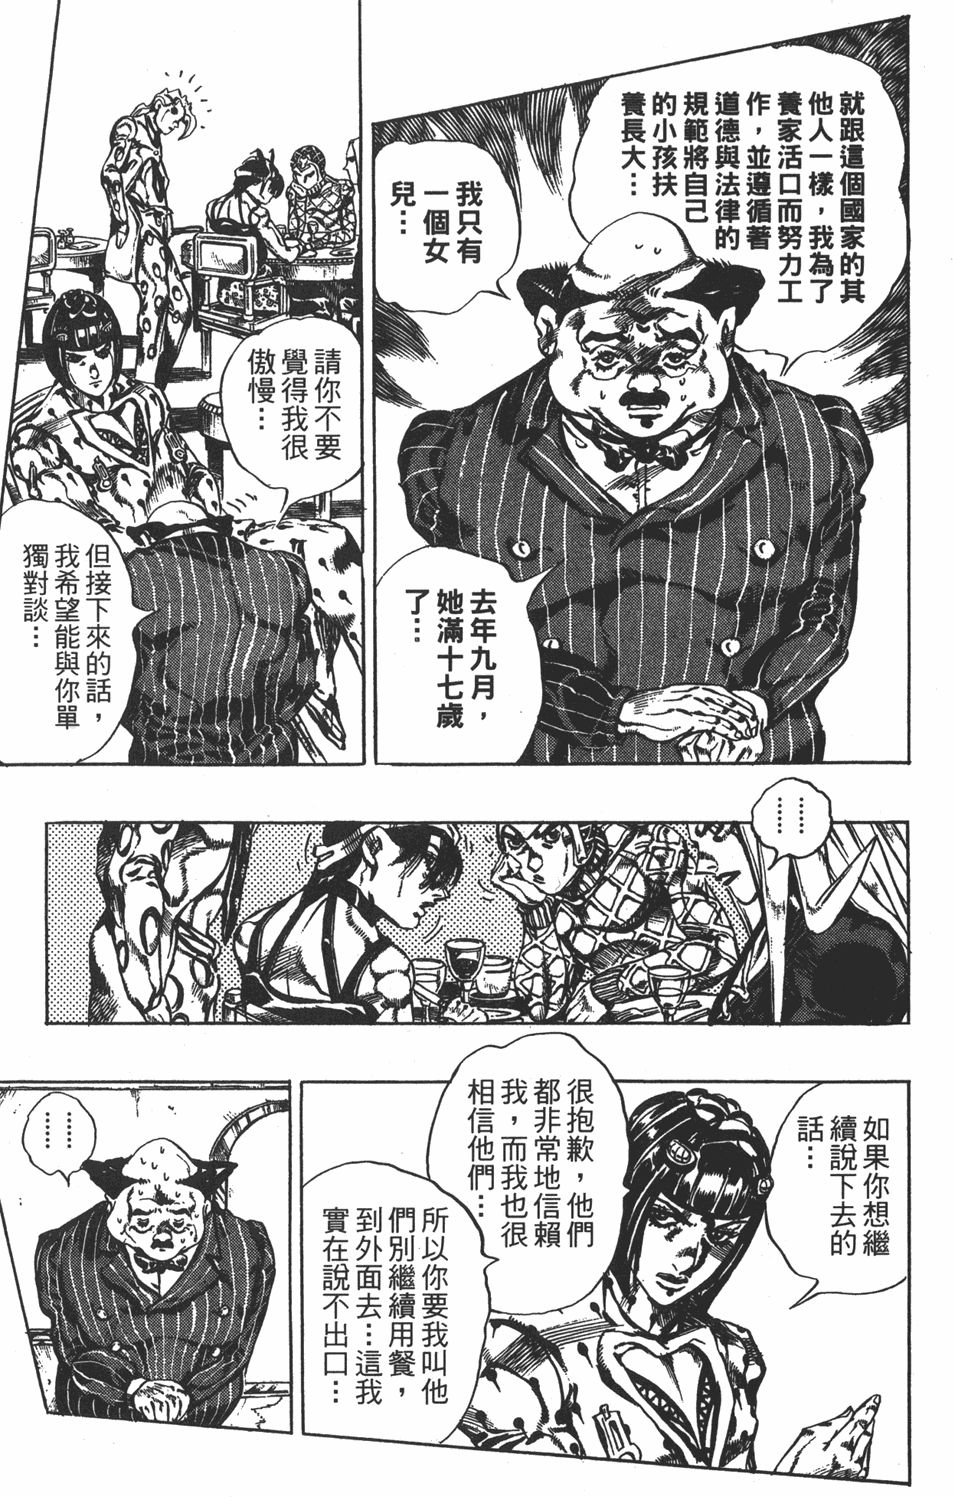 就跟這個國家的其
他人一樣，我為了
養家活口而努力工
作，並遵循著
道德與法律的
規範將自己
的小孩扶
養長大…
我只有
一個女
兒…
去年九月，
她滿十七歲
了…
請你不要
覺得我很
傲慢…
但接下來的話，
我希望能與你單
獨對談…
……
如果你想繼
續說下去的
話…
很抱歉，他們
都非常地信賴
我，而我也很
相信他們…
所以你要我叫他
們別繼續用餐，
到外面去…這我
實在說不出口…
……